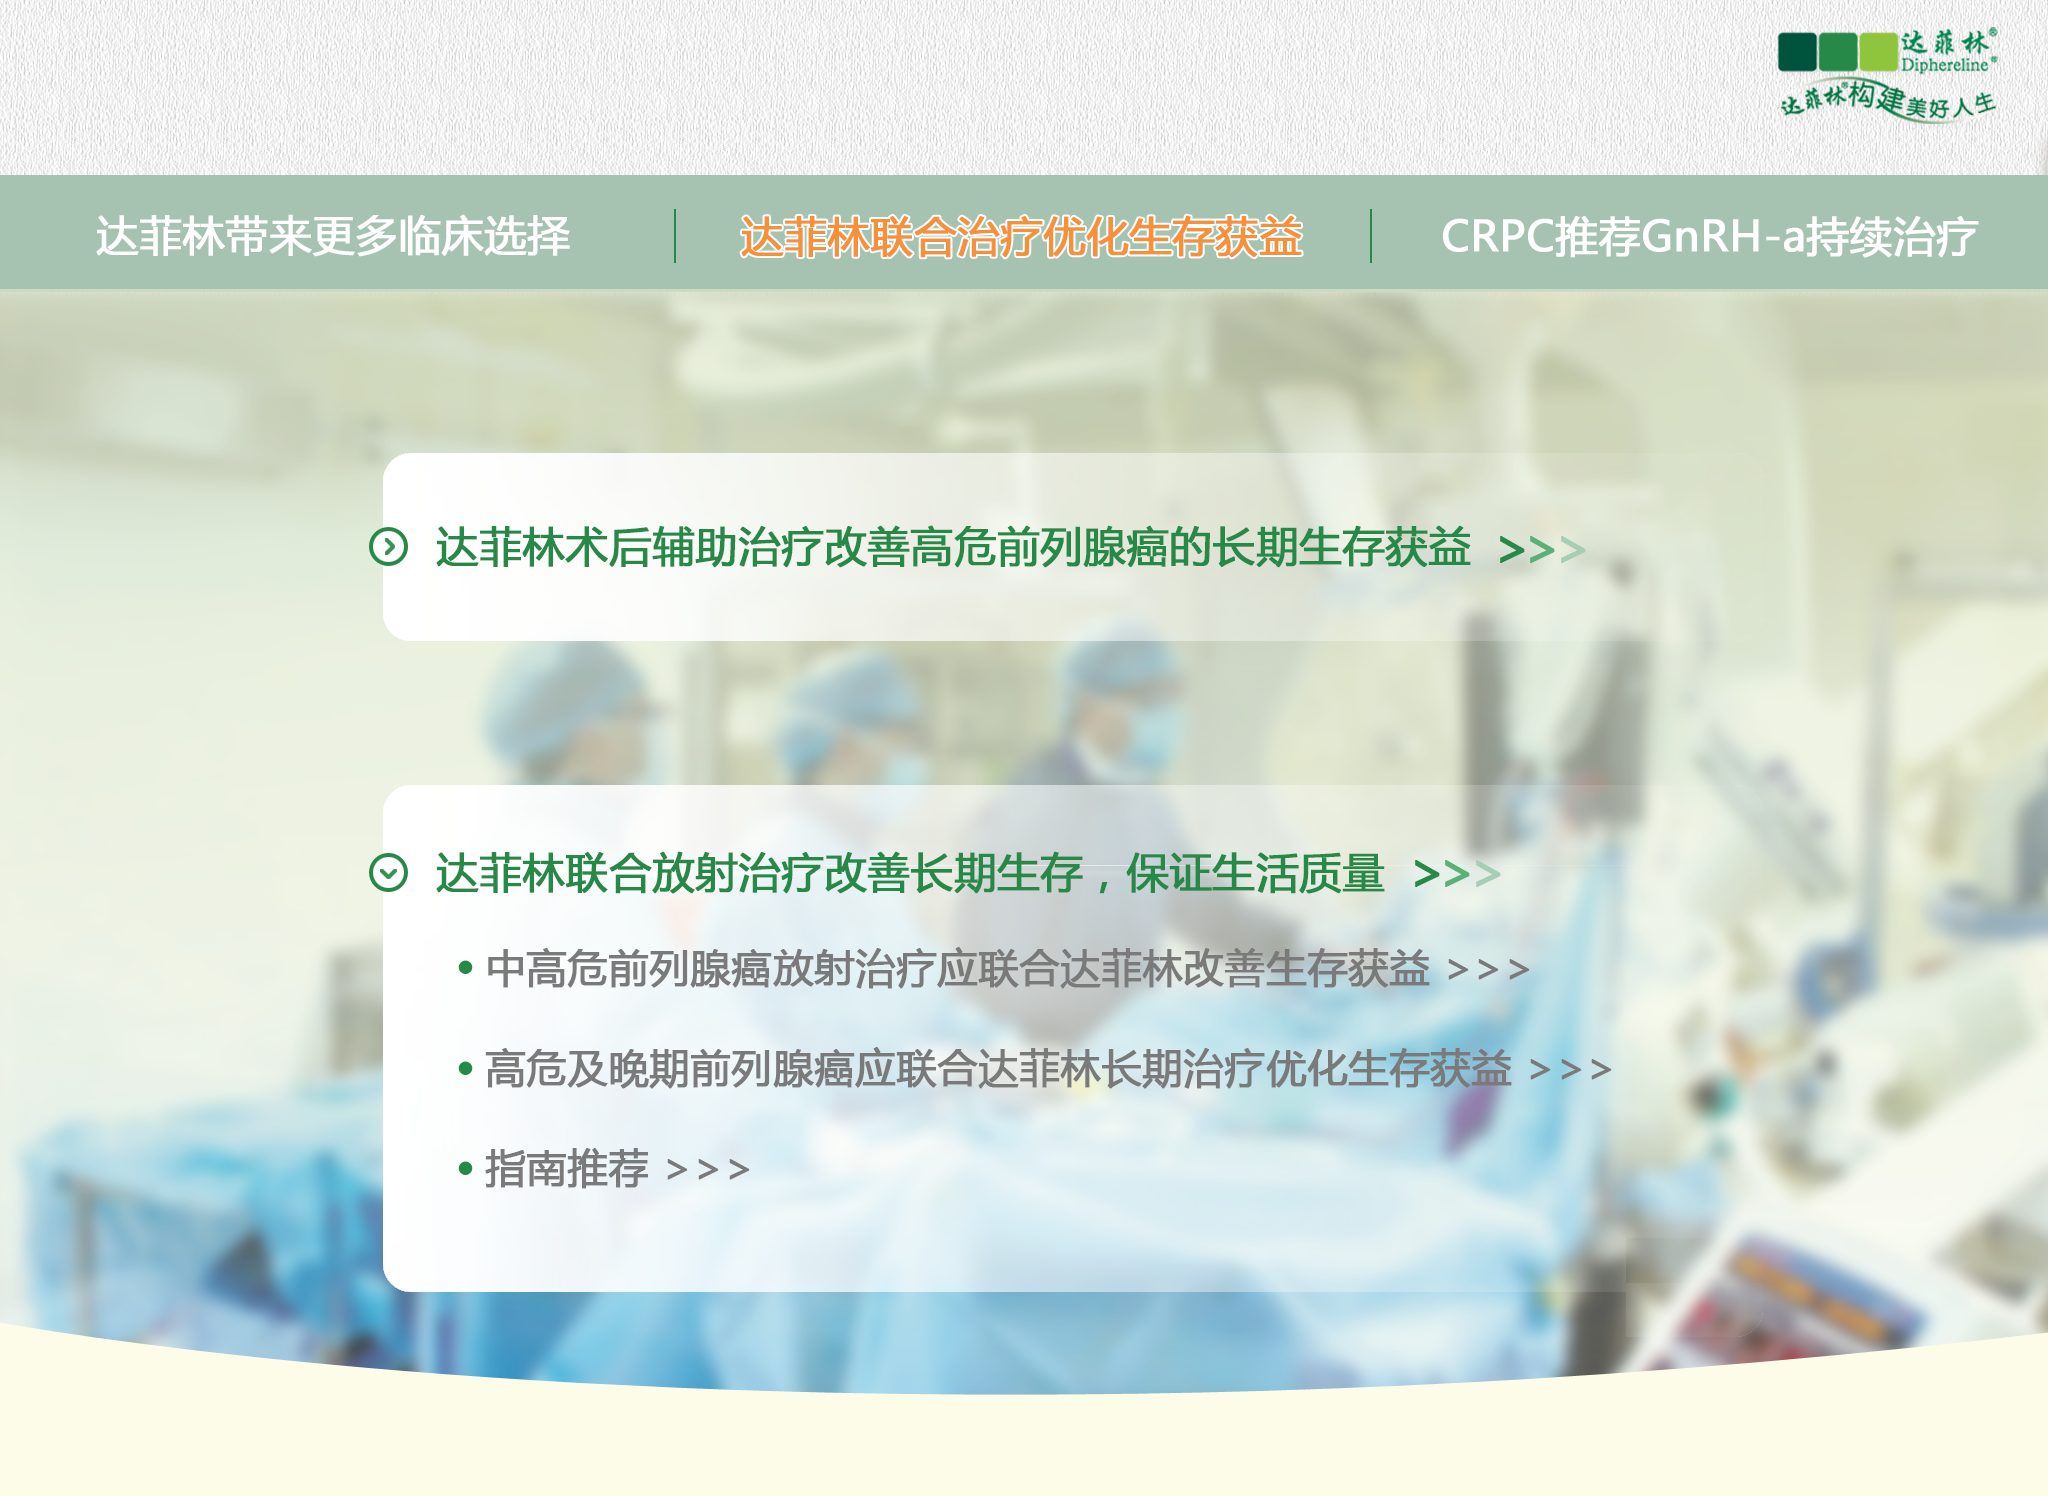 达菲林®
Diphereline®
达菲林®构建美好人生
达菲林带来更多临床选择
达菲林联合治疗优化生存获益
CRPC推荐GnRH-a持续治疗
达菲林术后辅助治疗改善高危前列腺癌的长期生存获益 >>>
达菲林联合放射治疗改善长期生存，保证生活质量 >>>
• 中高危前列腺癌放射治疗应联合达菲林改善生存获益 >>>
• 高危及晚期前列腺癌应联合达菲林长期治疗优化生存获益 >>>
• 指南推荐 >>>